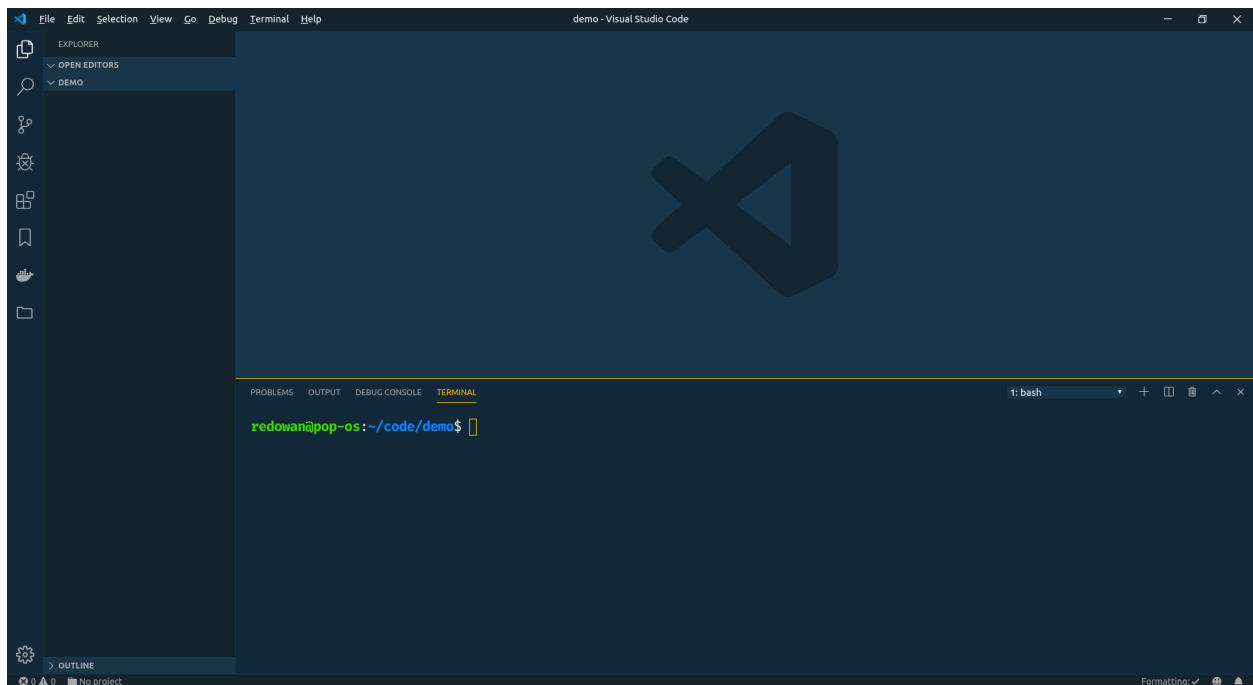 File Edit Selection View Go Debug Terminal Help demo - Visual Studio Code
EXPLORER
OPEN EDITORS
DEMO
PROBLEMS OUTPUT DEBUG CONSOLE TERMINAL 1: bash
redowan@pop-os:~/code/demo$
OUTLINE
0 0 No project Formatting: ✓